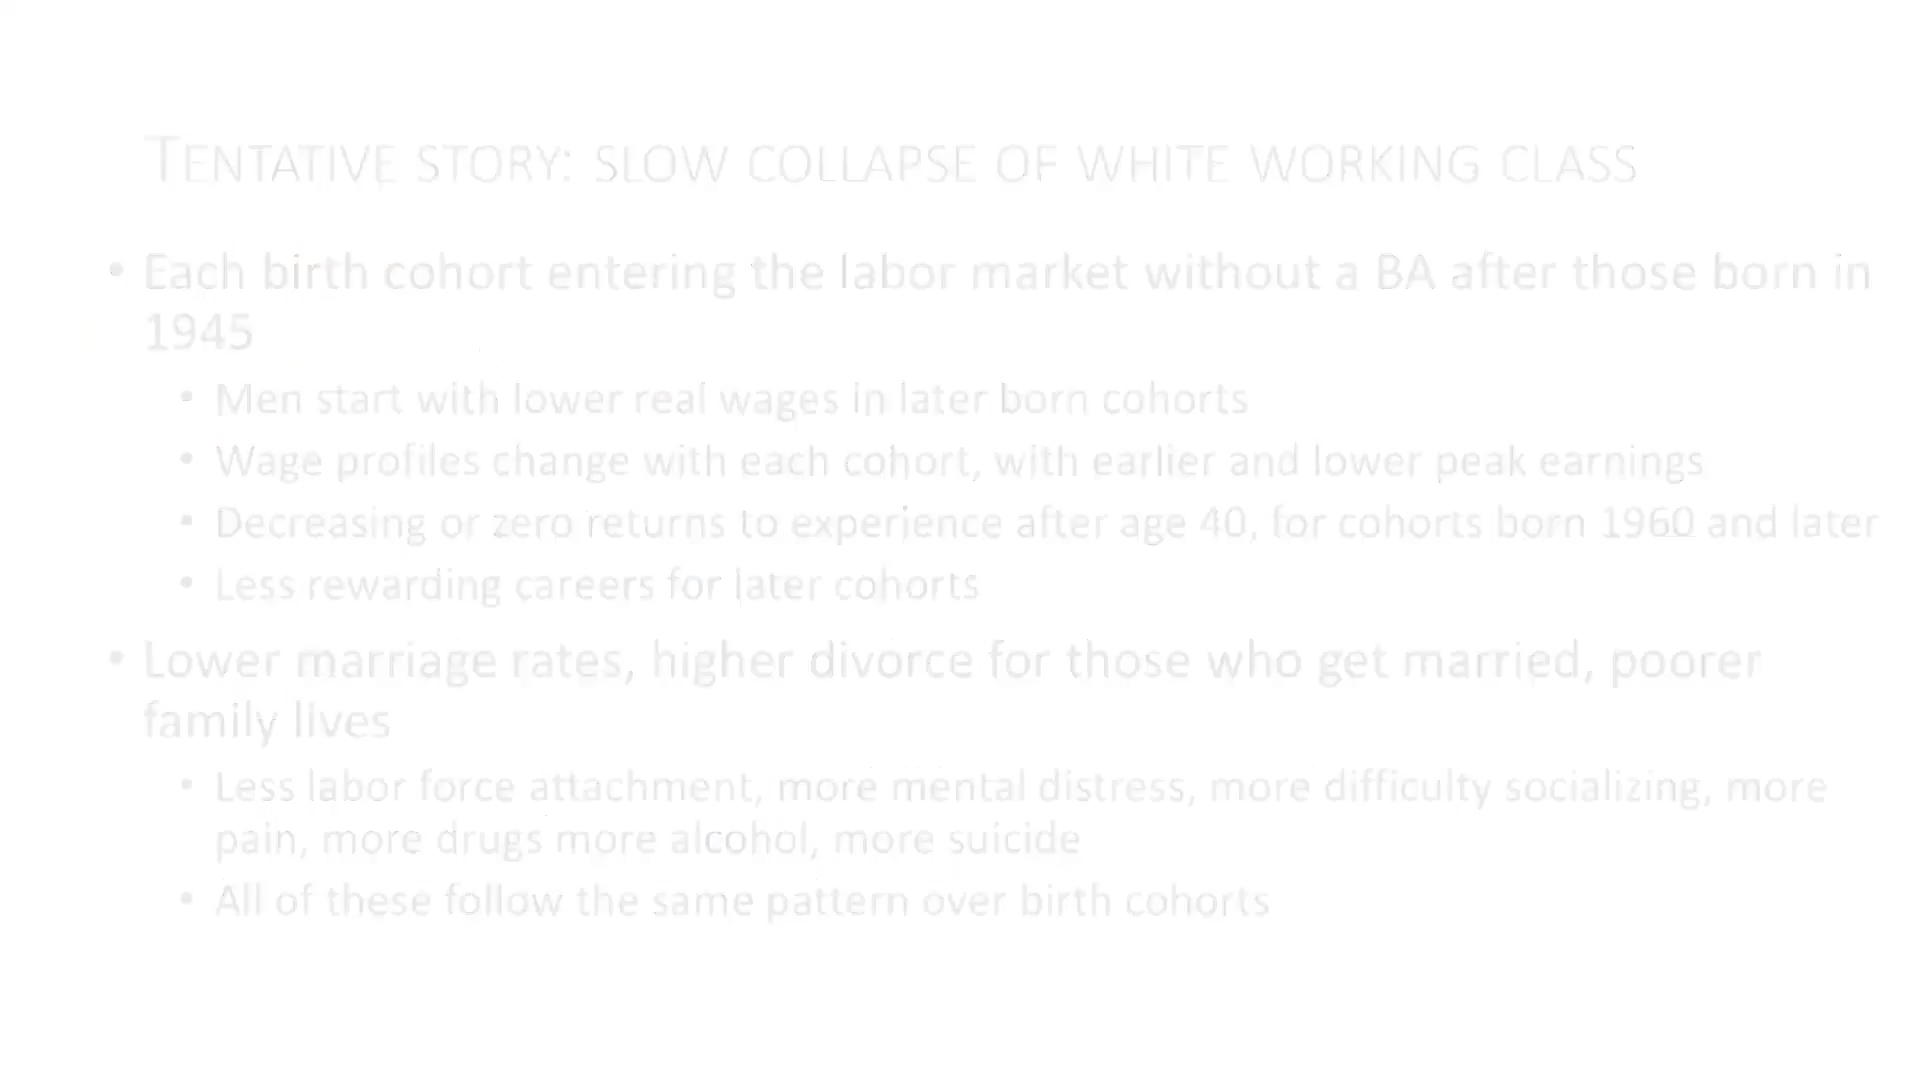 TENTATIVE STORY: SLOW COLLAPSE OF WHITE WORKING CLASS
• Each birth cohort entering the labor market without a BA after those born in
1945
• Men start with lower real wages in later born cohorts
• Wage profiles change with each cohort, with earlier and lower peak earnings
• Decreasing or zero returns to experience after age 40, for cohorts born 1960 and later
• Less rewarding careers for later cohorts
• Lower marriage rates, higher divorce for those who get married, poorer
family lives
• Less labor force attachment, more mental distress, more difficulty socializing, more
pain, more drugs more alcohol, more suicide
• All of these follow the same pattern over birth cohorts